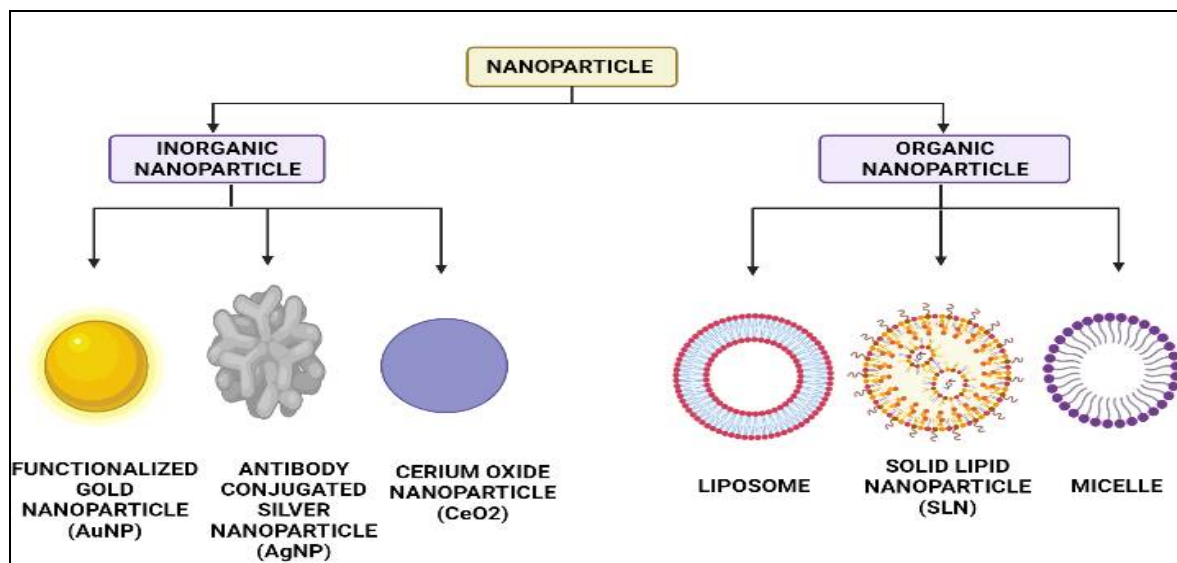 NANOPARTICLE
INORGANIC
NANOPARTICLE
ORGANIC
NANOPARTICLE
FUNCTIONALIZED
GOLD
NANOPARTICLE
(AuNP)
ANTIBODY
CONJUGATED
SILVER
NANOPARTICLE
(AgNP)
CERIUM OXIDE
NANOPARTICLE
(CeO2)
LIPOSOME
SOLID LIPID
NANOPARTICLE
(SLN)
MICELLE